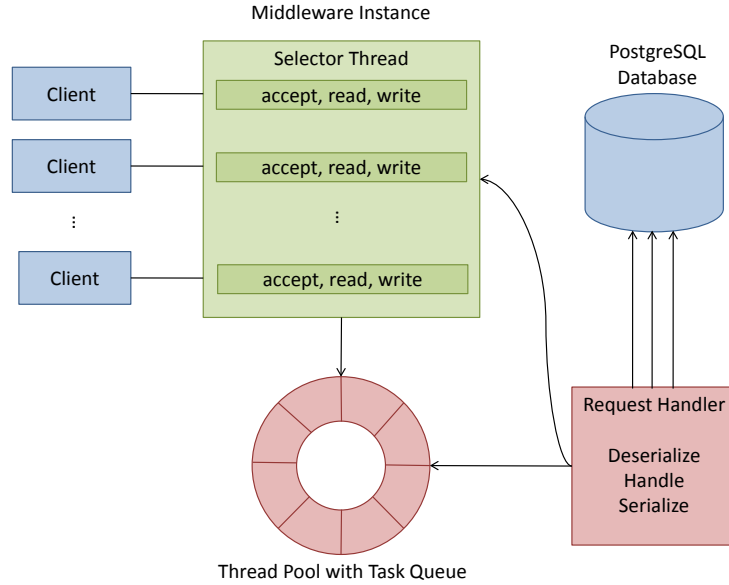 Middleware Instance
Selector Thread
Client
accept, read, write
Client
accept, read, write
...
...
Client
accept, read, write
PostgreSQL
Database
Request Handler
Deserialize
Handle
Serialize
Thread Pool with Task Queue